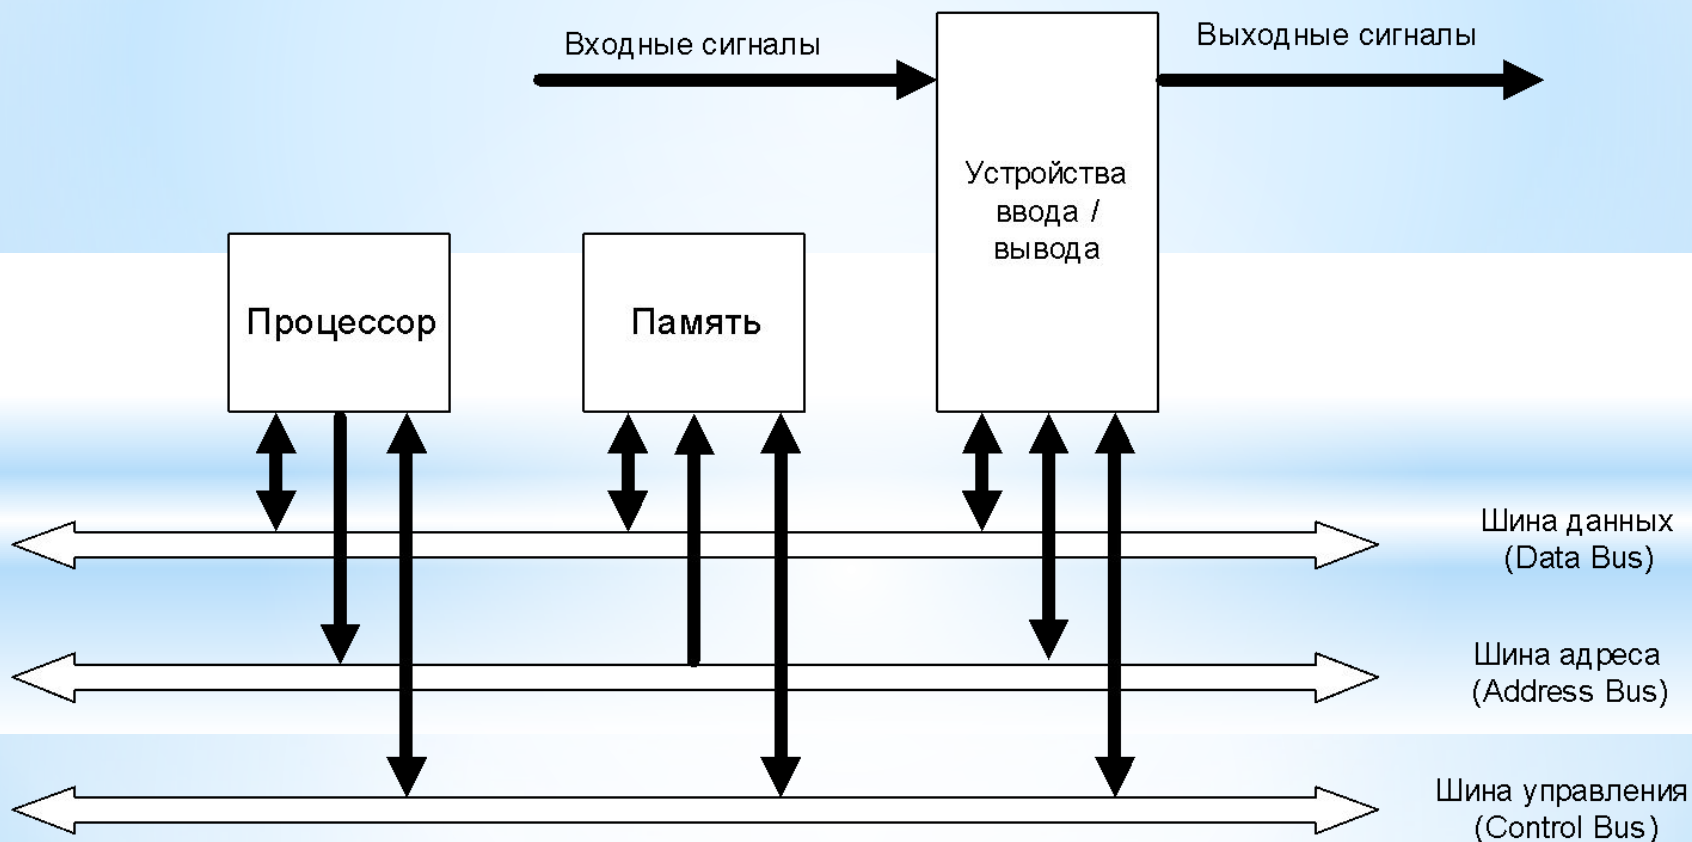 Входные сигналы
Выходные сигналы
Устройства
ввода /
вывода
Процессор
Память
Шина данных
(Data Bus)
Шина адреса
(Address Bus)
Шина управления
(Control Bus)